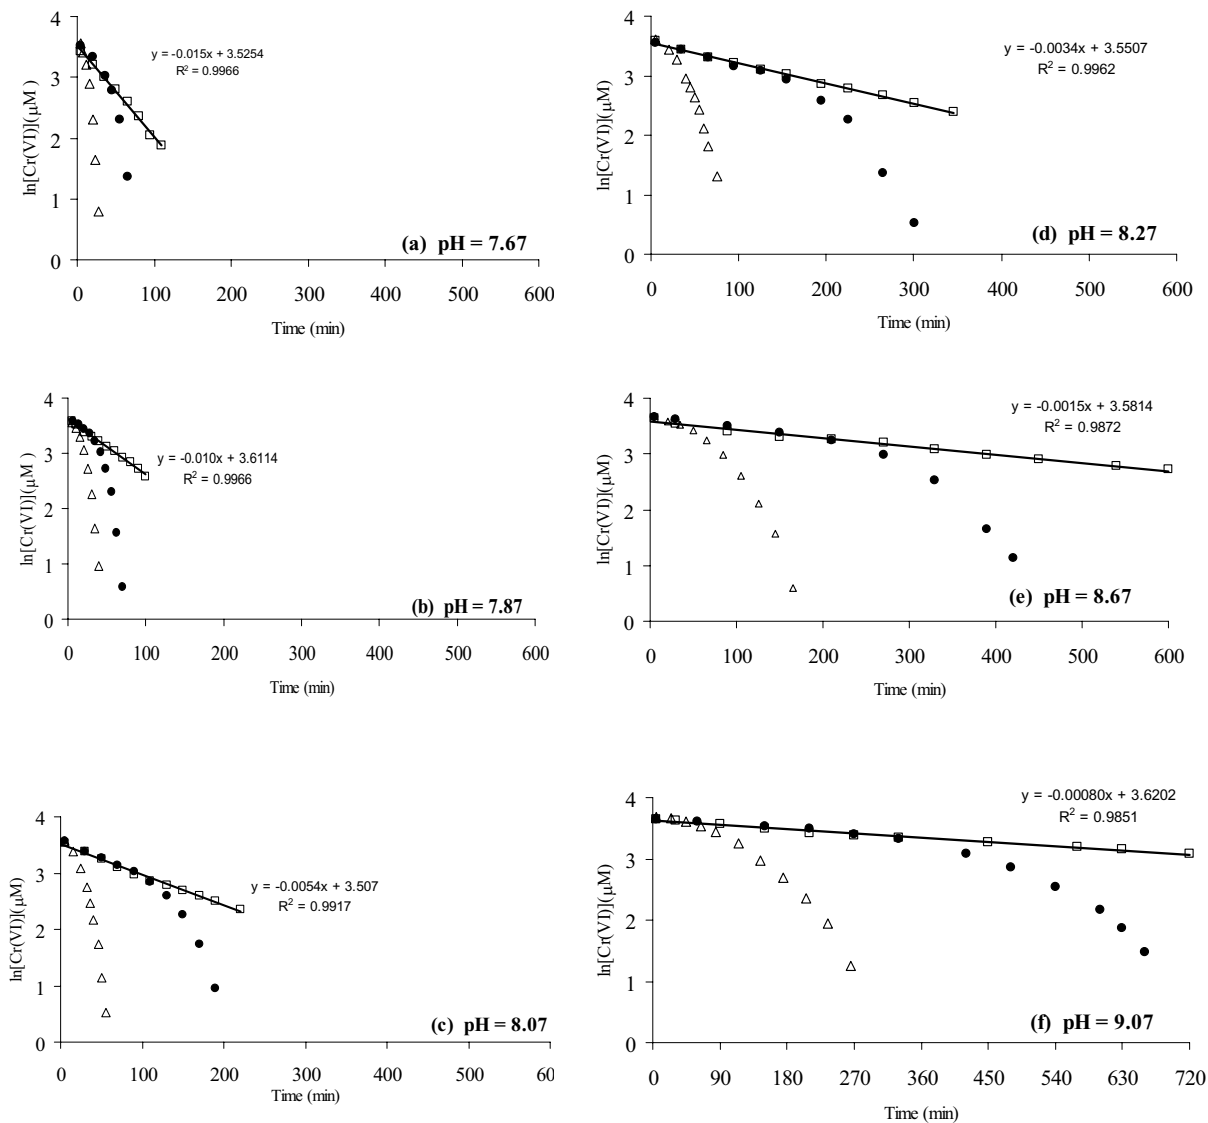 4
3
2
1
0
ln[Cr(VI)](μM )
y = -0.015x + 3.5254
R² = 0.9966
(a) pH = 7.67
0 100 200 300 400 500 600
Time (min)
4
3
2
1
0
ln[Cr(VI)](μM )
y = -0.010x + 3.6114
R² = 0.9966
(b) pH = 7.87
0 100 200 300 400 500 600
Time (min)
4
3
2
1
0
ln[Cr(VI)](μM)
y = -0.0054x + 3.507
R² = 0.9917
(c) pH = 8.07
0 100 200 300 400 500 60
Time (min)
4
3
2
1
0
ln[Cr(VI)](μM)
y = -0.0034x + 3.5507
R² = 0.9962
(d) pH = 8.27
0 100 200 300 400 500 600
Time (min)
4
3
2
1
0
ln[Cr(VI)](μM)
y = -0.0015x + 3.5814
R² = 0.9872
(e) pH = 8.67
0 100 200 300 400 500 600
Time (min)
4
3
2
1
0
ln[Cr(VI)](μM)
y = -0.00080x + 3.6202
R² = 0.9851
(f) pH = 9.07
0 90 180 270 360 450 540 630 720
Time (min)